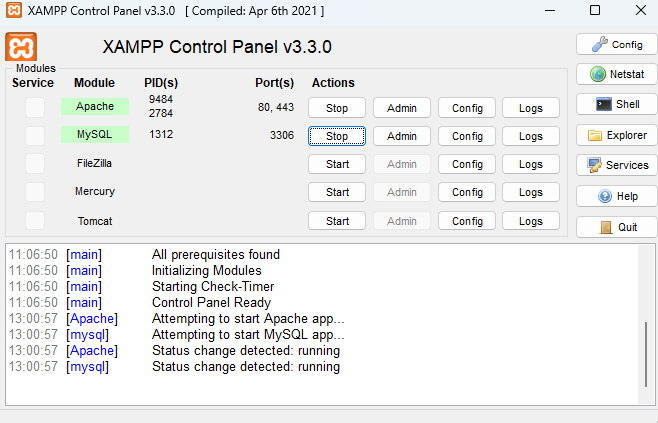 XAMPP Control Panel v3.3.0 [ Compiled: Apr 6th 2021 ]
XAMPP Control Panel v3.3.0
Config
Modules
Service Module PID(s) Port(s) Actions
Netstat
Apache 9484 2784 80, 443 Stop Admin Config Logs
Shell
MySQL 1312 3306 Stop Admin Config Logs
Explorer
FileZilla Start Admin Config Logs
Services
Mercury Start Admin Config Logs
Help
Tomcat Start Admin Config Logs
Quit
11:06:50 [main] All prerequisites found
11:06:50 [main] Initializing Modules
11:06:50 [main] Starting Check-Timer
11:06:50 [main] Control Panel Ready
13:00:57 [Apache] Attempting to start Apache app...
13:00:57 [mysql] Attempting to start MySQL app...
13:00:57 [Apache] Status change detected: running
13:00:57 [mysql] Status change detected: running